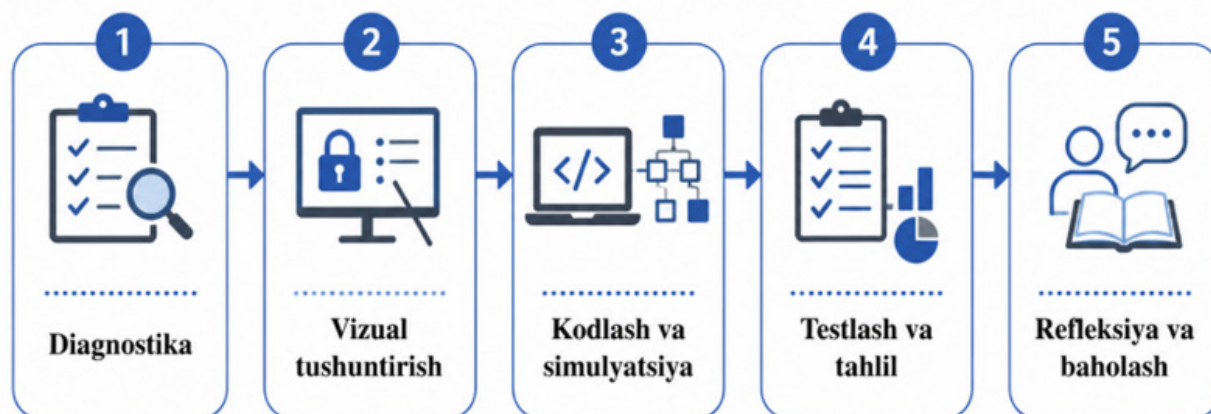 1
2
3
4
5
Diagnostika
Vizual
tushuntirish
Kodlash va
simulyatsiya
Testlash va
tahlil
Refleksiya va
baholash